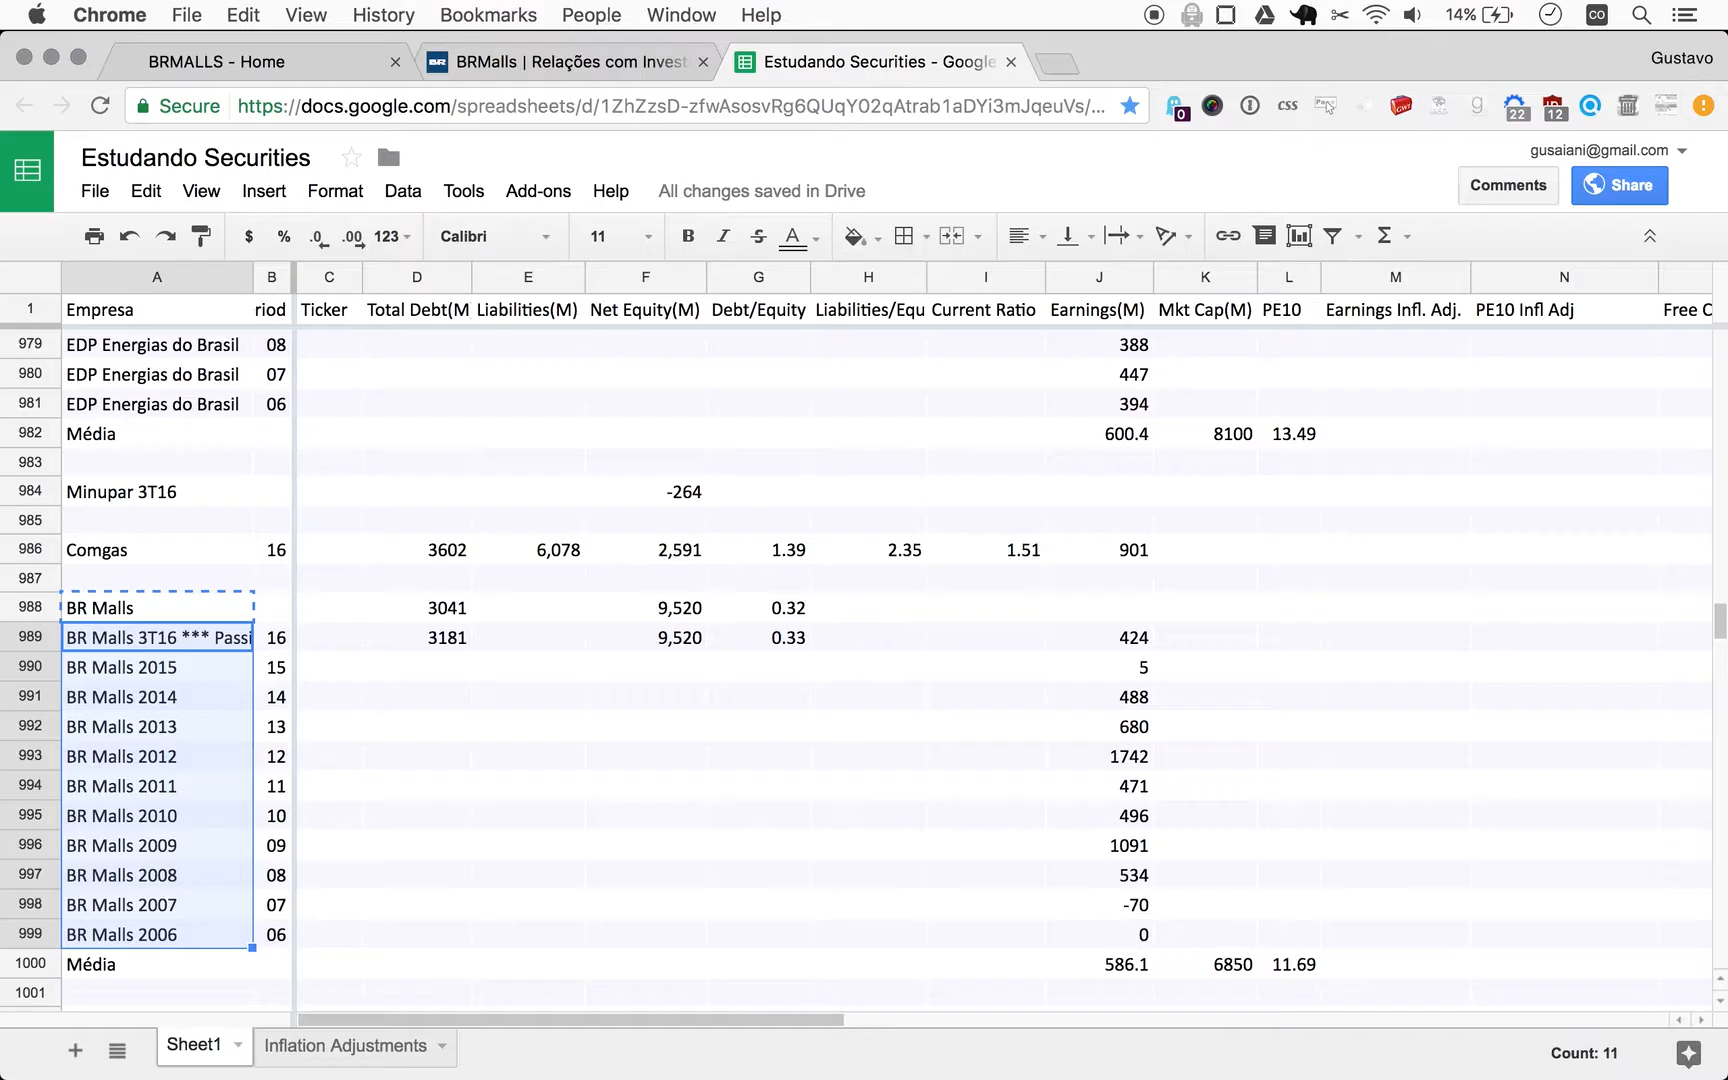 Chrome File Edit View History Bookmarks People Window Help 14%
BRMALLS - Home BRMalls | Relações com Invest Estudando Securities - Google Gustavo
Secure https://docs.google.com/spreadsheets/d/1ZhZzsD-zfwAsosvRg6QUqY02qAtrab1aDYi3mJqeuVs/... 0 css 22 12
Estudando Securities gusaiani@gmail.com
File Edit View Insert Format Data Tools Add-ons Help All changes saved in Drive Comments Share
$ % .0 .00 123 Calibri 11 B I S A
A B C D E F G H I J K L M N
1 Empresa riod Ticker Total Debt(M Liabilities(M) Net Equity(M) Debt/Equity Liabilities/Equ Current Ratio Earnings(M) Mkt Cap(M) PE10 Earnings Infl. Adj. PE10 Infl Adj Free C
979 EDP Energias do Brasil 08 388
980 EDP Energias do Brasil 07 447
981 EDP Energias do Brasil 06 394
982 Média 600.4 8100 13.49
983
984 Minupar 3T16 -264
985
986 Comgas 16 3602 6,078 2,591 1.39 2.35 1.51 901
987
988 BR Malls 3041 9,520 0.32
989 BR Malls 3T16 *** Passi 16 3181 9,520 0.33 424
990 BR Malls 2015 15 5
991 BR Malls 2014 14 488
992 BR Malls 2013 13 680
993 BR Malls 2012 12 1742
994 BR Malls 2011 11 471
995 BR Malls 2010 10 496
996 BR Malls 2009 09 1091
997 BR Malls 2008 08 534
998 BR Malls 2007 07 -70
999 BR Malls 2006 06 0
1000 Média 586.1 6850 11.69
1001
Sheet1 Inflation Adjustments Count: 11